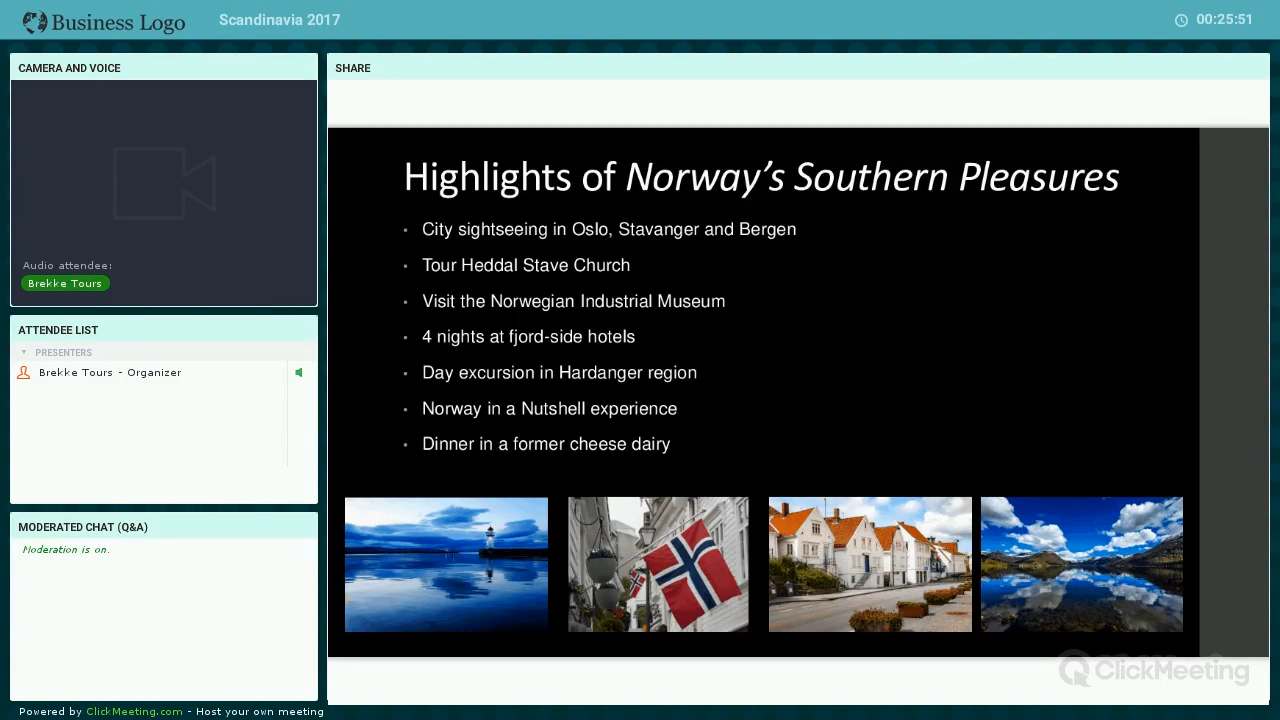 Business Logo
Scandinavia 2017
00:25:51
CAMERA AND VOICE
Audio attendee:
Brekke Tours
ATTENDEE LIST
PRESENTERS
Brekke Tours - Organizer
MODERATED CHAT (Q&A)
Moderation is on.
SHARE
Highlights of Norway's Southern Pleasures
• City sightseeing in Oslo, Stavanger and Bergen
• Tour Heddal Stave Church
• Visit the Norwegian Industrial Museum
• 4 nights at fjord-side hotels
• Day excursion in Hardanger region
• Norway in a Nutshell experience
• Dinner in a former cheese dairy
ClickMeeting
Powered by ClickMeeting.com - Host your own meeting